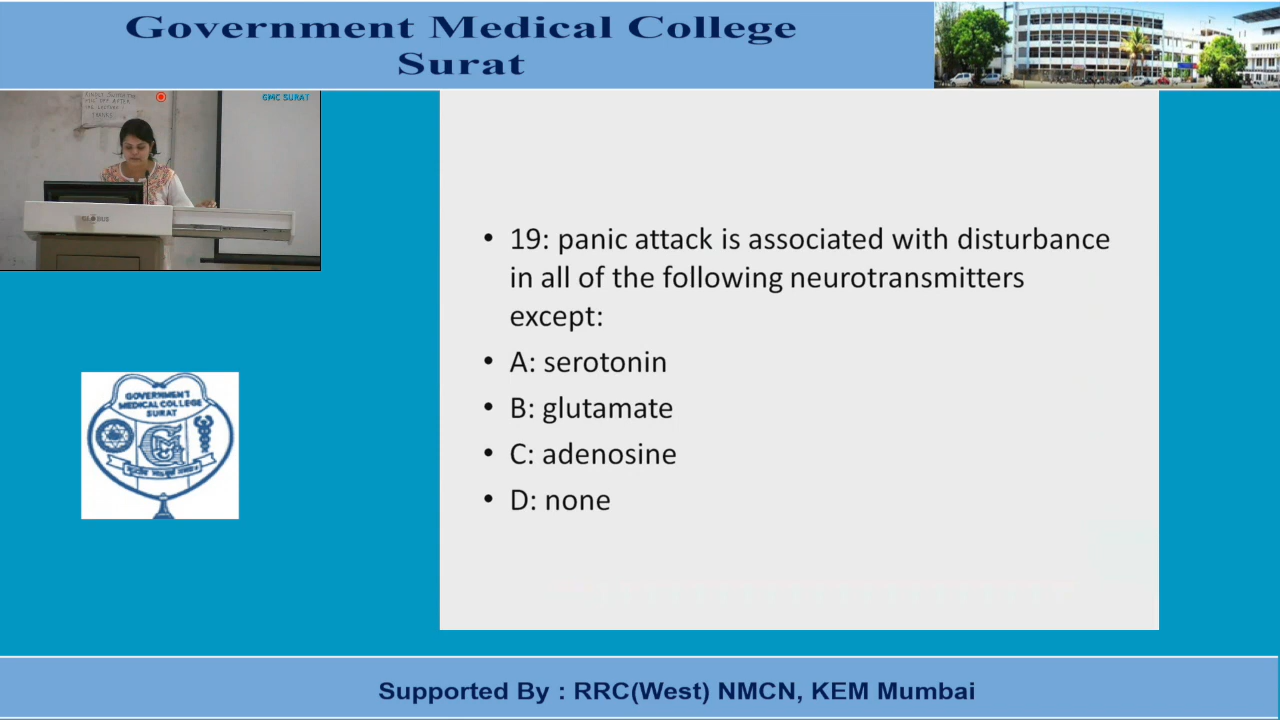 Government Medical College
Surat
GMC SURAT
• 19: panic attack is associated with disturbance
in all of the following neurotransmitters
except:
• A: serotonin
• B: glutamate
• C: adenosine
• D: none
GOVERNMENT
MEDICAL COLLEGE
SURAT
Supported By : RRC(West) NMCN, KEM Mumbai